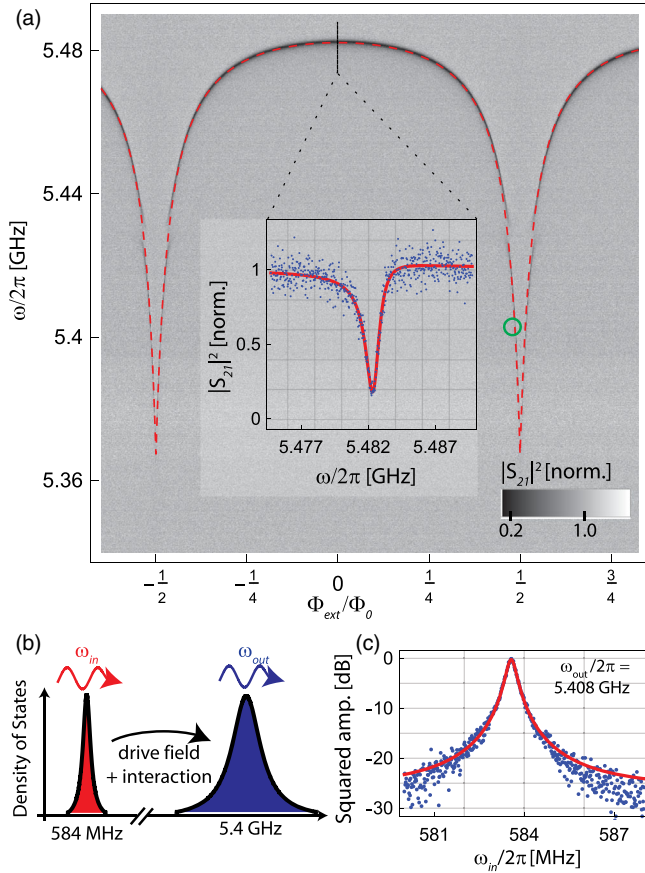 (a)
5.48
5.44
5.4
5.36
ω/2π [GHz]
1
0.5
0
|S21|² [norm.]
5.477 5.482 5.487
ω/2π [GHz]
|S21|² [norm.]
0.2 1.0
-1/2 -1/4 0 1/4 1/2 3/4
Φext/Φ0
(b)
ωin
ωout
Density of States
drive field
+ interaction
584 MHz
5.4 GHz
(c)
0
-10
-20
-30
Squared amp. [dB]
ωout/2π =
5.408 GHz
581 584 587
ωin/2π [MHz]